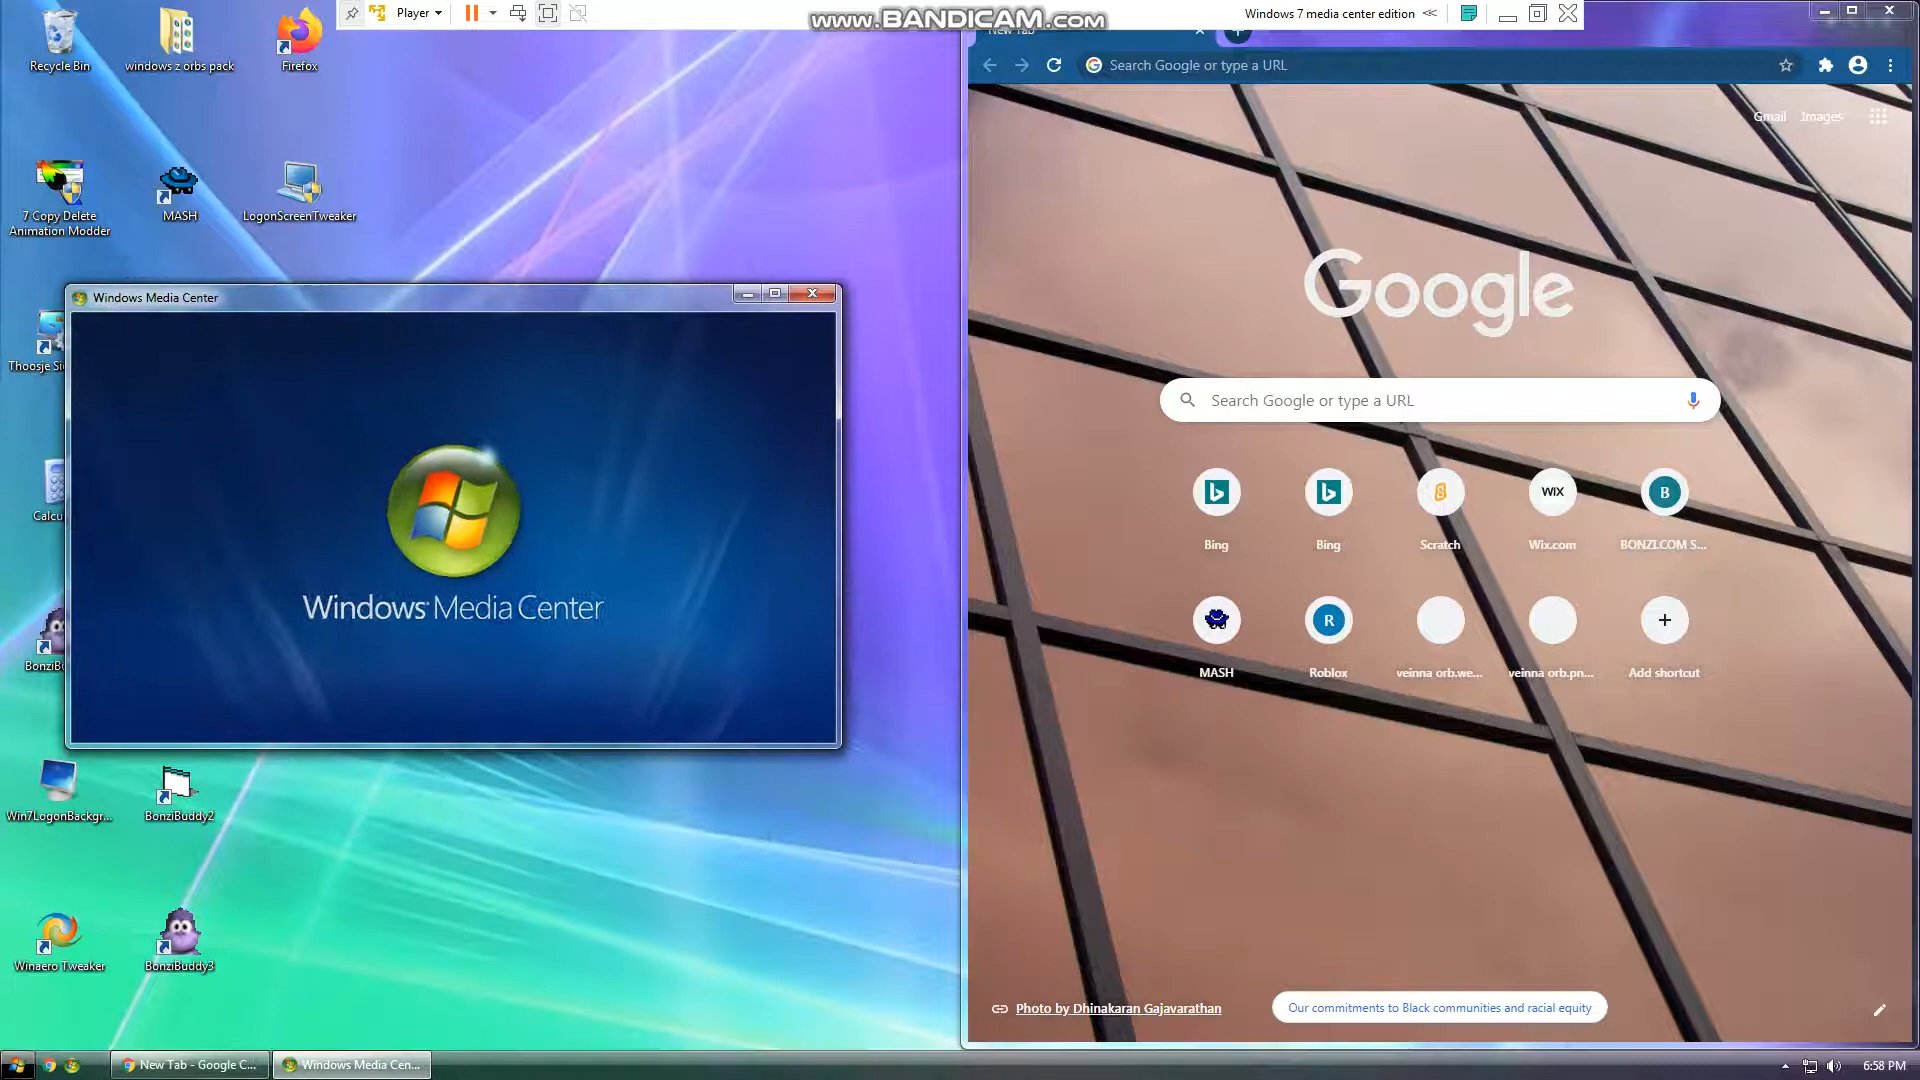 Player
www.BANDICAM.com
Windows 7 media center edition
Recycle Bin
windows z orbs pack
Firefox
New Tab
Search Google or type a URL
Gmail
Images
7 Copy Delete
Animation Modder
MASH
LogonScreenTweaker
Google
Windows Media Center
Thoosje Si
Search Google or type a URL
Calcu
Bing
Bing
Scratch
WIX
Wix.com
B
BONZI.COM S...
Windows Media Center
BonziBu
MASH
R
Roblox
veinna orb.we...
veinna orb.pn...
Add shortcut
Win7LogonBackgr...
BonziBuddy2
Winaero Tweaker
BonziBuddy3
Photo by Dhinakaran Gajavarathan
Our commitments to Black communities and racial equity
New Tab - Google C...
Windows Media Cen...
6:58 PM